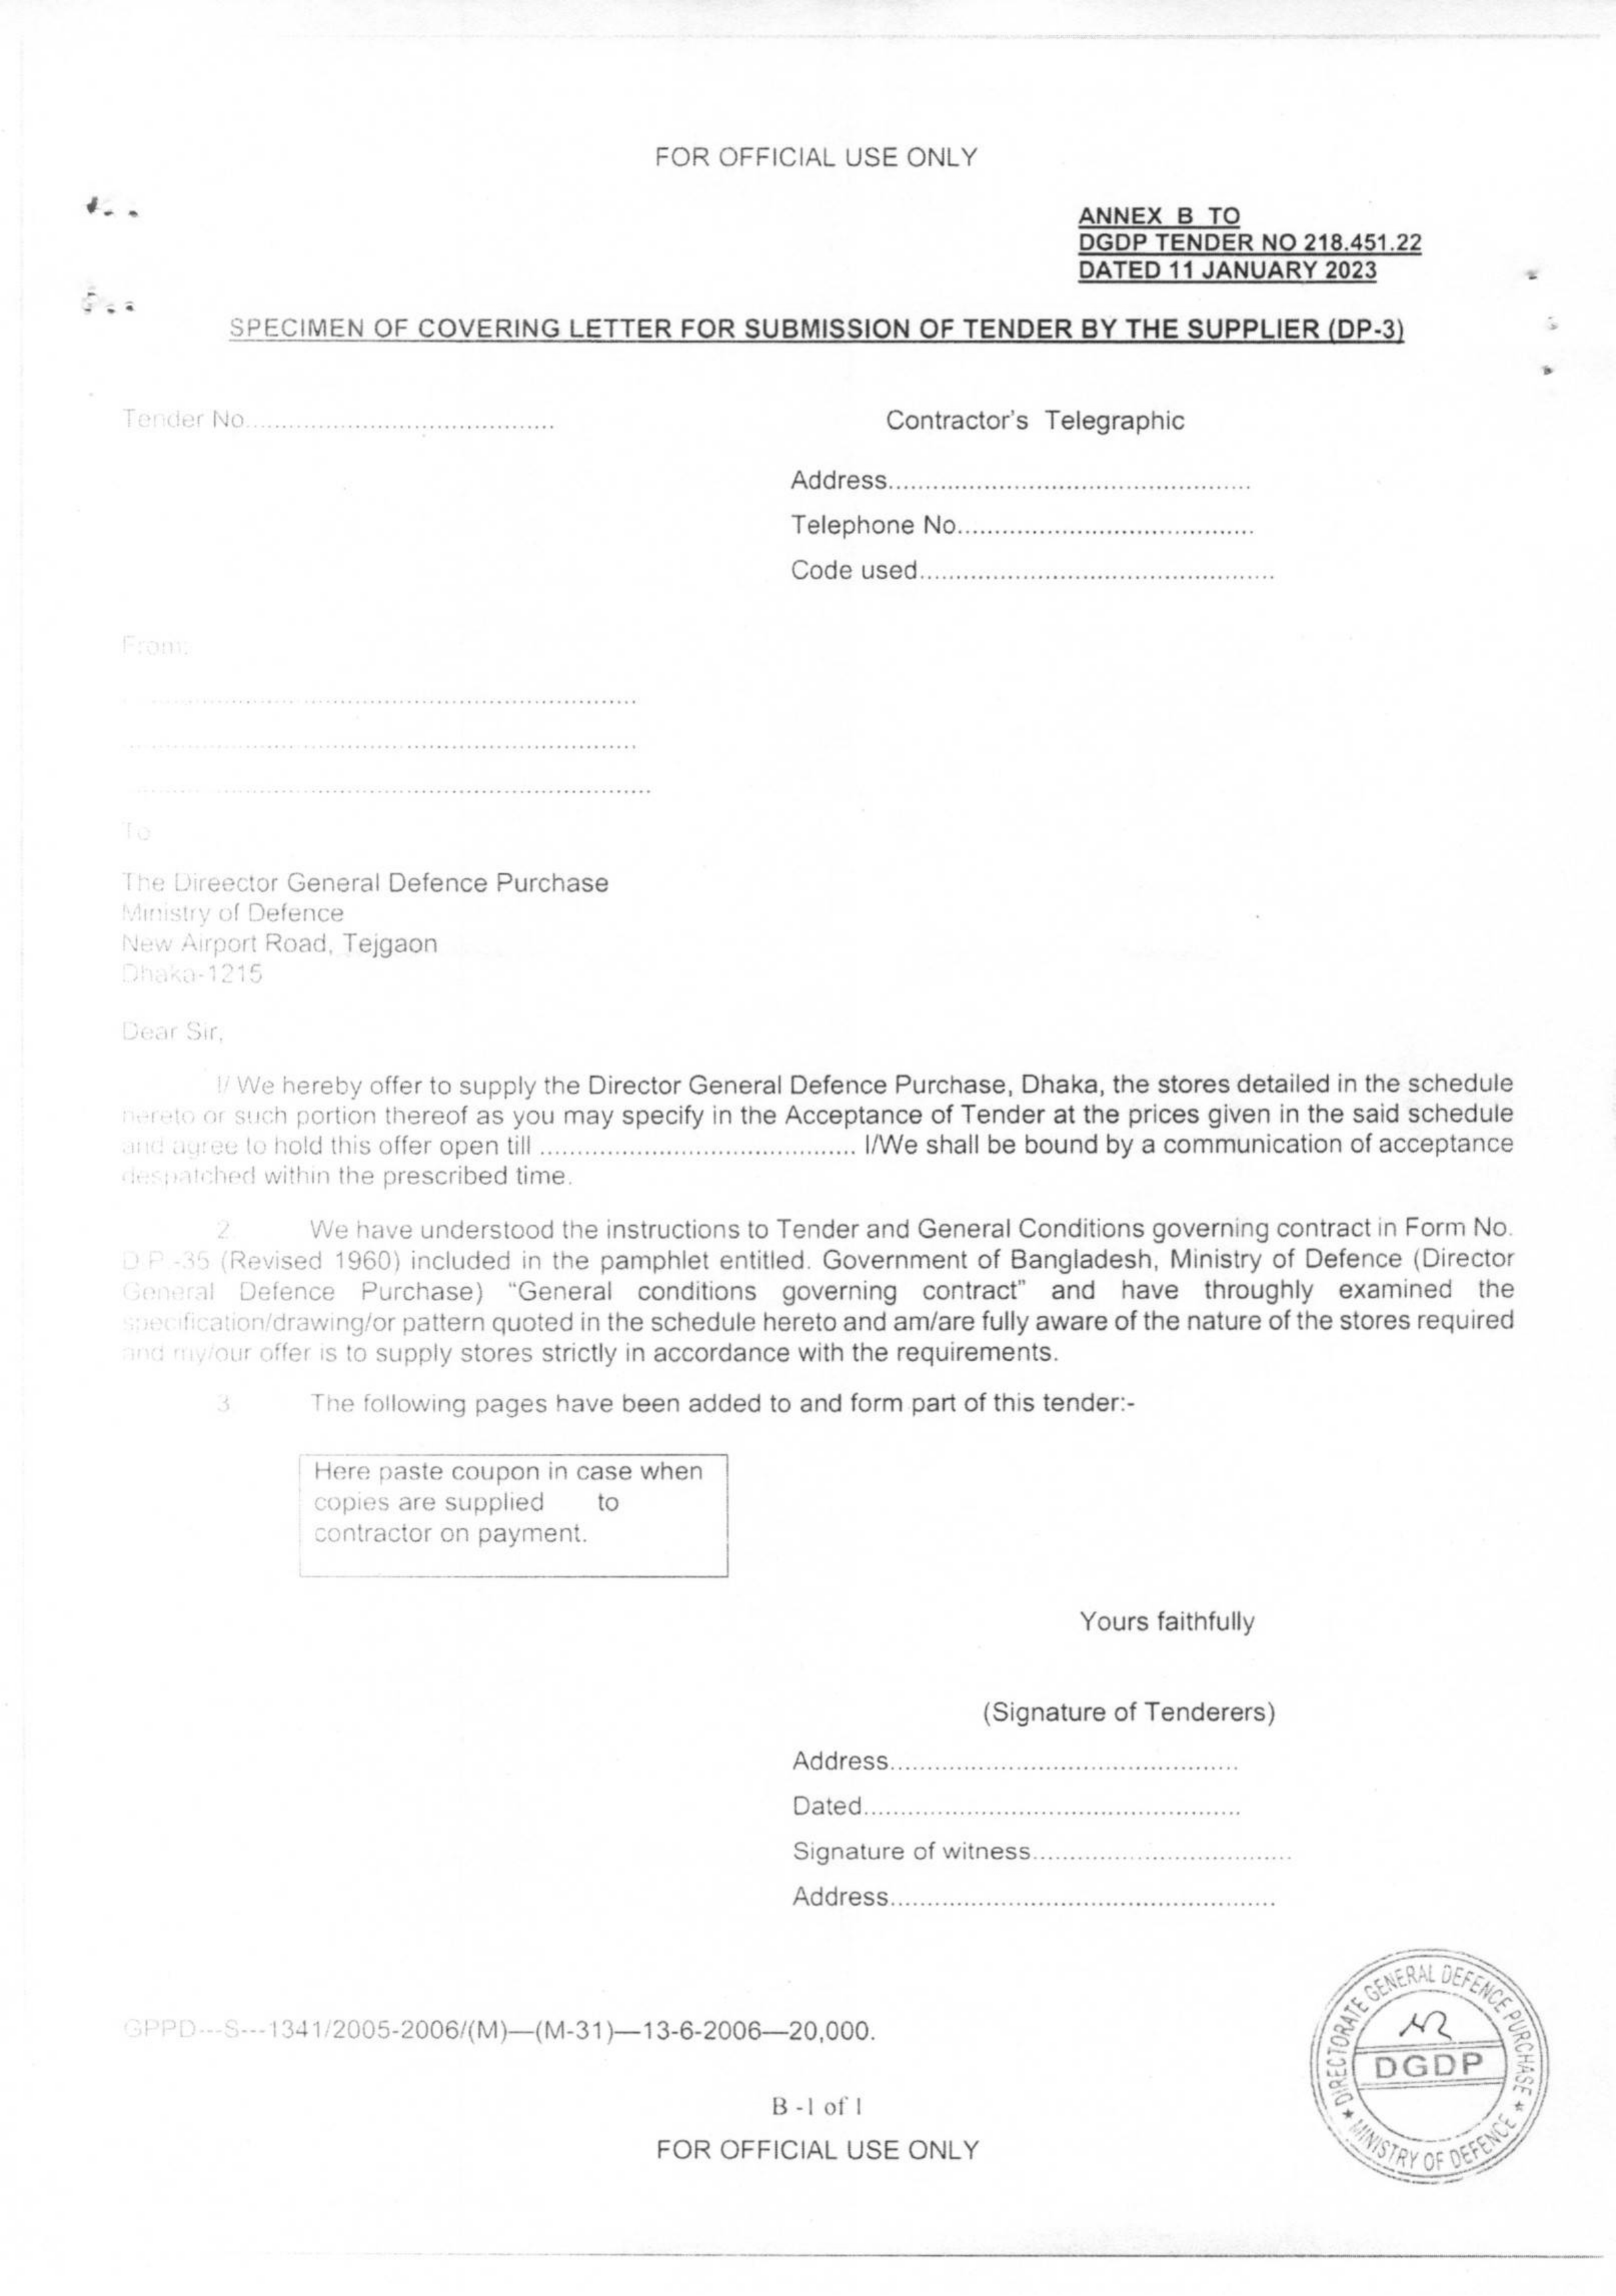 FOR OFFICIAL USE ONLY
ANNEX B TO
DGDP TENDER NO 218.451.22
DATED 11 JANUARY 2023
SPECIMEN OF COVERING LETTER FOR SUBMISSION OF TENDER BY THE SUPPLIER (DP-3)
Tender No..........................................
Contractor's Telegraphic
Address.................................................
Telephone No........................................
Code used................................................
From:
......................................................................
......................................................................
........................................................................
To
The Direector General Defence Purchase
Ministry of Defence
New Airport Road, Tejgaon
Dhaka-1215
Dear Sir,
I/ We hereby offer to supply the Director General Defence Purchase, Dhaka, the stores detailed in the schedule
hereto or such portion thereof as you may specify in the Acceptance of Tender at the prices given in the said schedule
and agree to hold this offer open till ........................................... I/We shall be bound by a communication of acceptance
despatched within the prescribed time.
2. We have understood the instructions to Tender and General Conditions governing contract in Form No.
D.P.-35 (Revised 1960) included in the pamphlet entitled. Government of Bangladesh, Ministry of Defence (Director
General Defence Purchase) “General conditions governing contract” and have throughly examined the
specification/drawing/or pattern quoted in the schedule hereto and am/are fully aware of the nature of the stores required
and my/our offer is to supply stores strictly in accordance with the requirements.
3. The following pages have been added to and form part of this tender:-
Here paste coupon in case when
copies are supplied to
contractor on payment.
Yours faithfully
(Signature of Tenderers)
Address...............................................
Dated...................................................
Signature of witness...................................
Address....................................................
GPPD---S---1341/2005-2006/(M)—(M-31)—13-6-2006—20,000.
DIRECTORATE GENERAL DEFENCE PURCHASE
DGDP
★ MINISTRY OF DEFENCE ★
B -1 of 1
FOR OFFICIAL USE ONLY